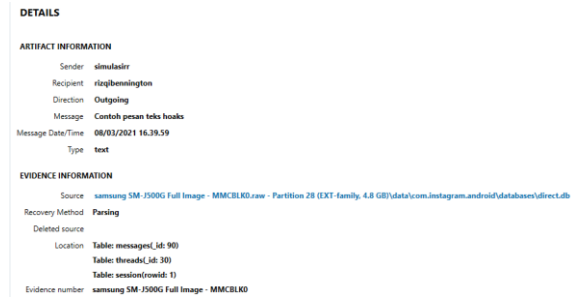 DETAILS
ARTIFACT INFORMATION
Sender simulasirr
Recipient rizqibennington
Direction Outgoing
Message Contoh pesan teks hoaks
Message Date/Time 08/03/2021 16.39.59
Type text
EVIDENCE INFORMATION
Source samsung SM-J500G Full Image - MMCBLK0.raw - Partition 28 (EXT-family, 4.8 GB)\data\com.instagram.android\databases\direct.db
Recovery Method Parsing
Deleted source
Location Table: messages(_id: 90)
Table: threads(_id: 30)
Table: session(rowid: 1)
Evidence number samsung SM-J500G Full Image - MMCBLK0